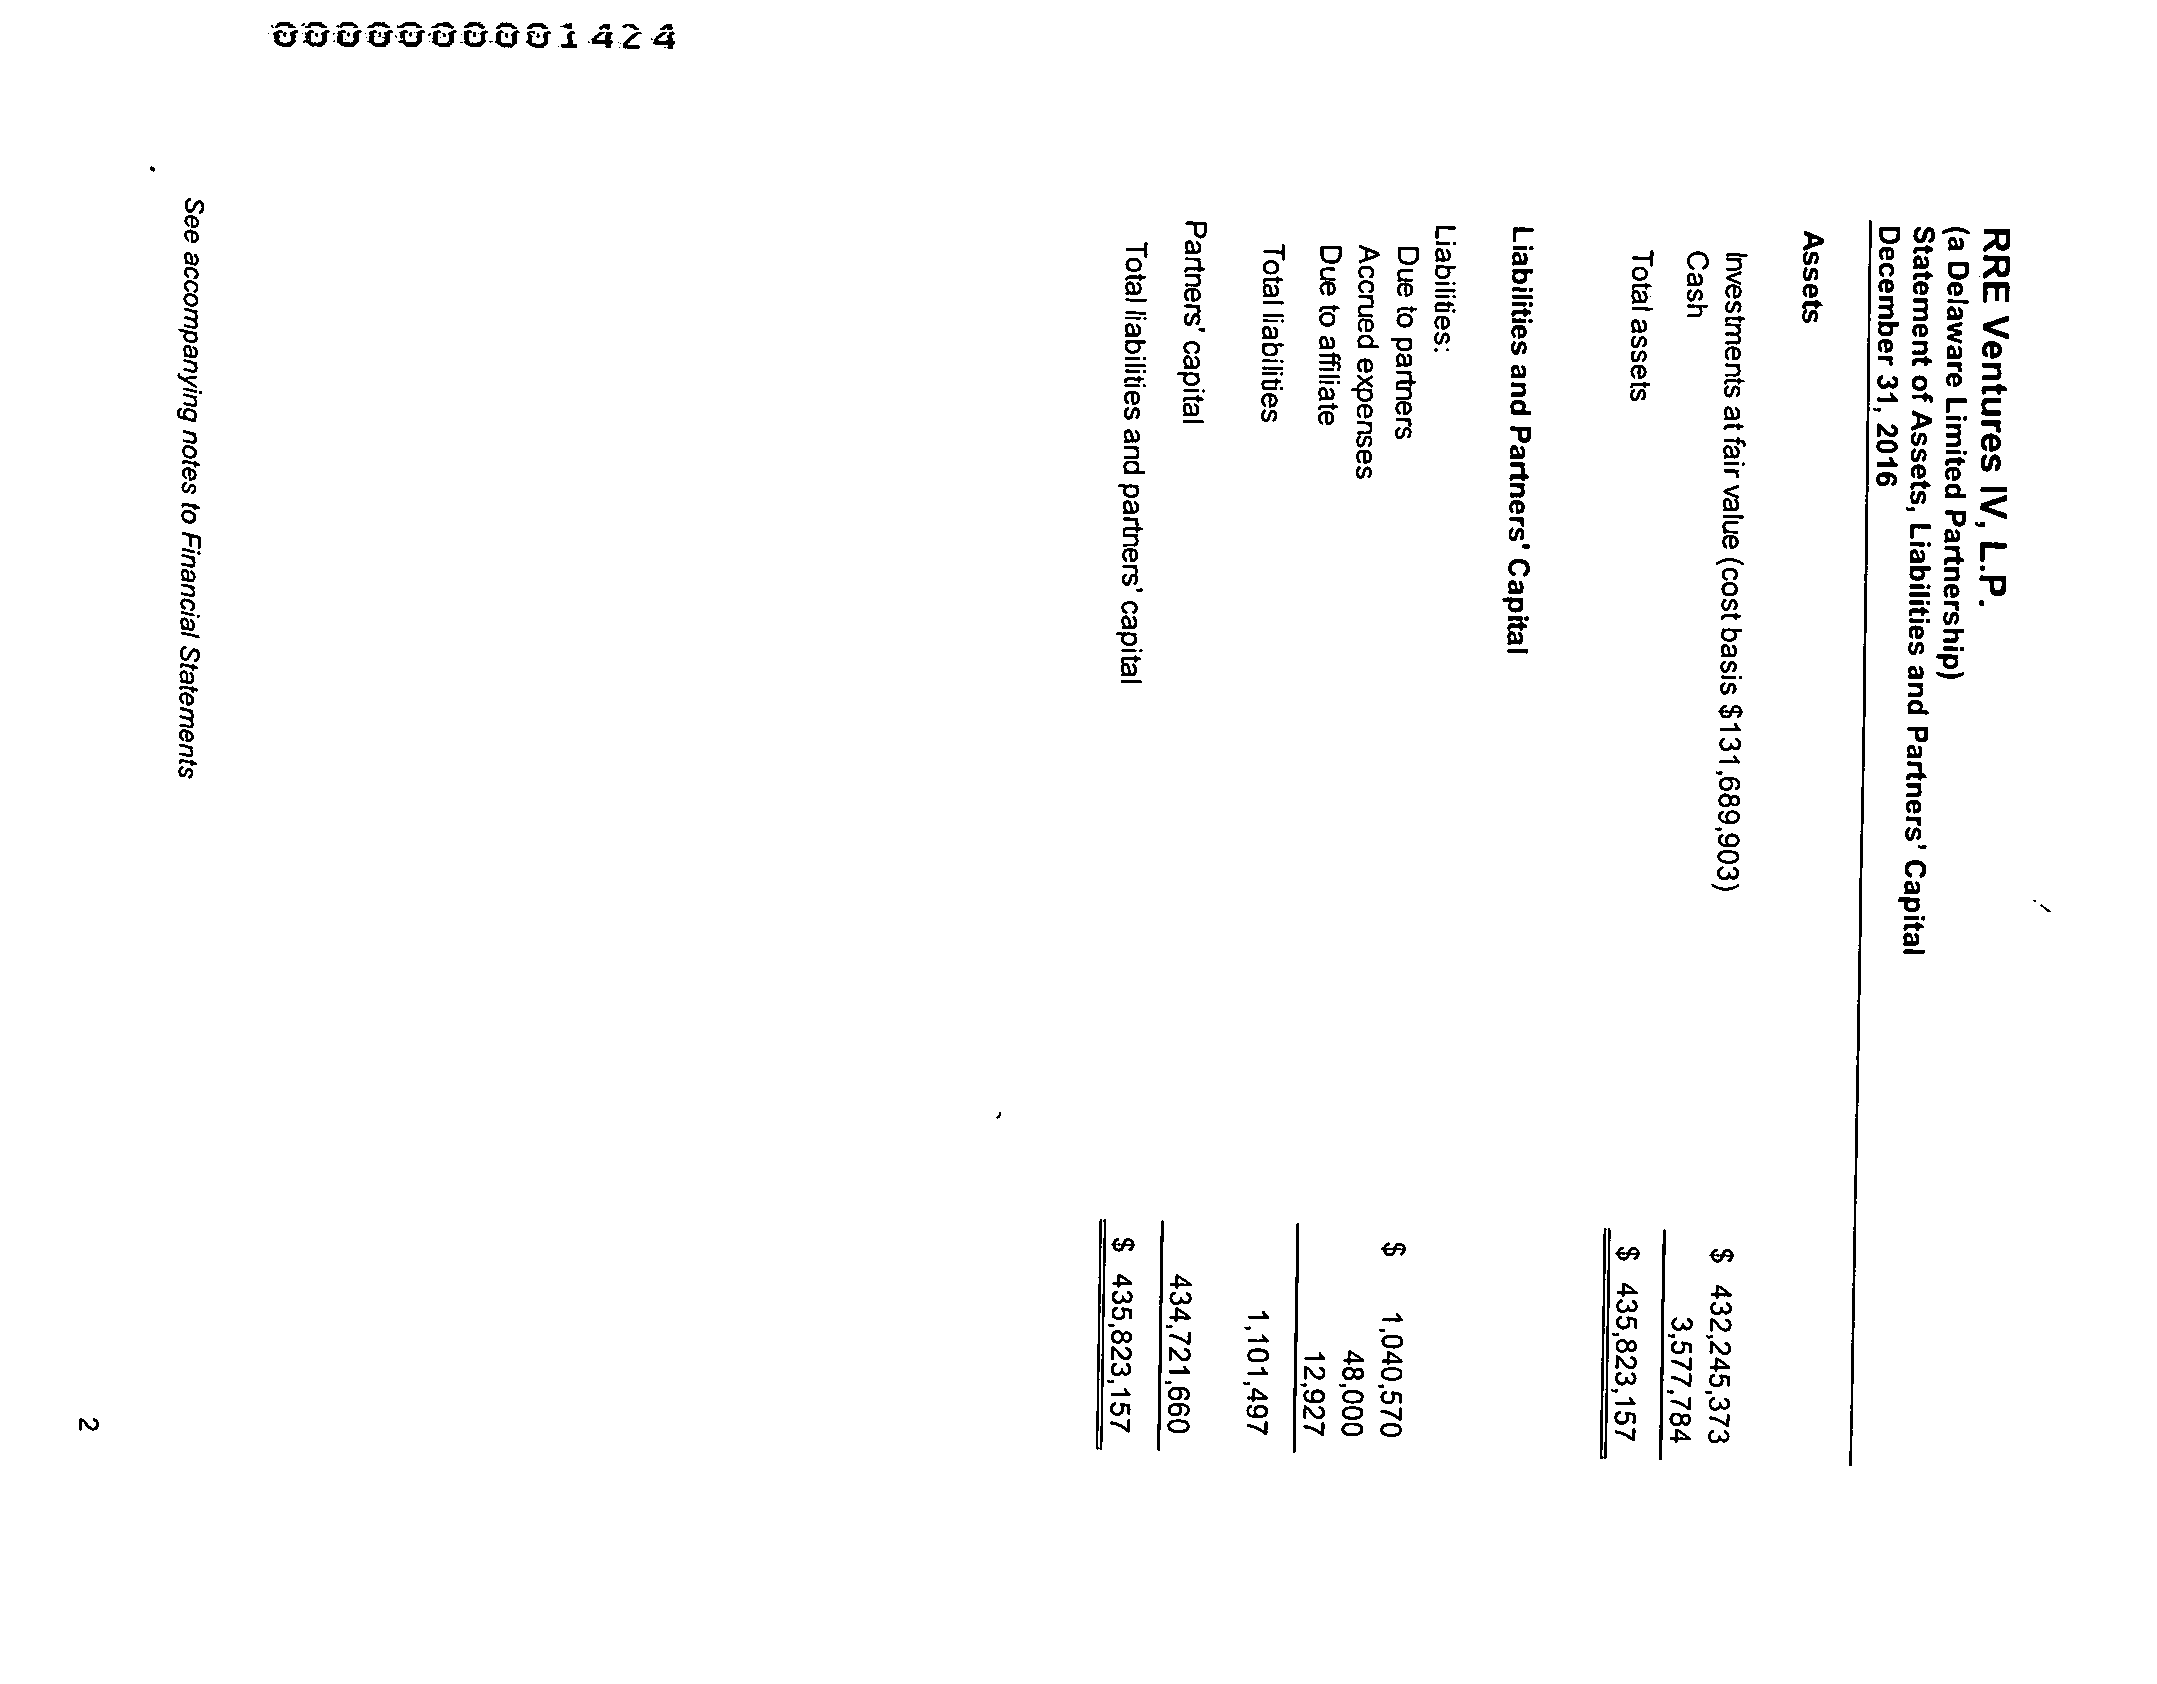 RRE Ventures IV, L.P.
(a Delaware Limited Partnership)
Statement of Assets, Liabilities and Partners' Capital
December 31, 2016
Assets
Investments at fair value (cost basis $131,689,903) $ 432,245,373
Cash 3,577,784
Total assets $ 435,823,157
Liabilities and Partners' Capital
Liabilities:
Due to partners $ 1,040,570
Accrued expenses 48,000
Due to affiliate 12,927
Total liabilities 1,101,497
Partners' capital 434,721,660
Total liabilities and partners' capital $ 435,823,157
See accompanying notes to Financial Statements
2
0000000001424